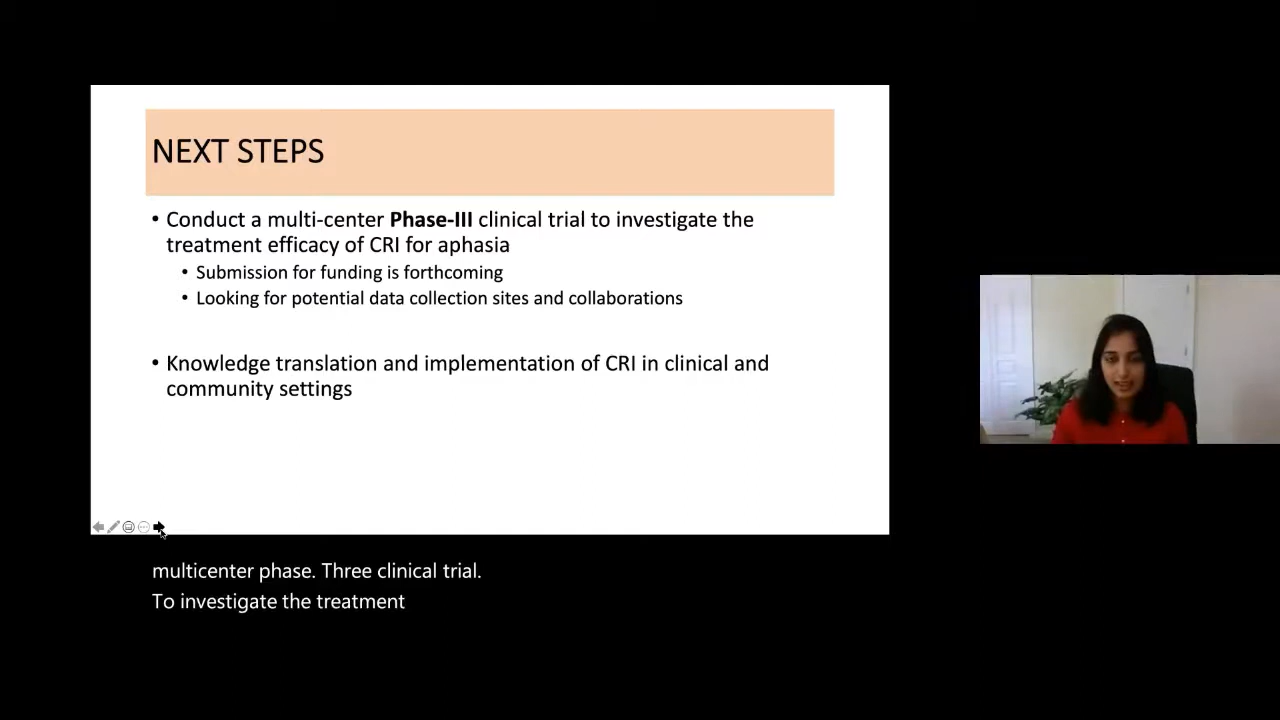 NEXT STEPS
• Conduct a multi-center Phase-III clinical trial to investigate the
treatment efficacy of CRI for aphasia
• Submission for funding is forthcoming
• Looking for potential data collection sites and collaborations
• Knowledge translation and implementation of CRI in clinical and
community settings
multicenter phase. Three clinical trial.
To investigate the treatment